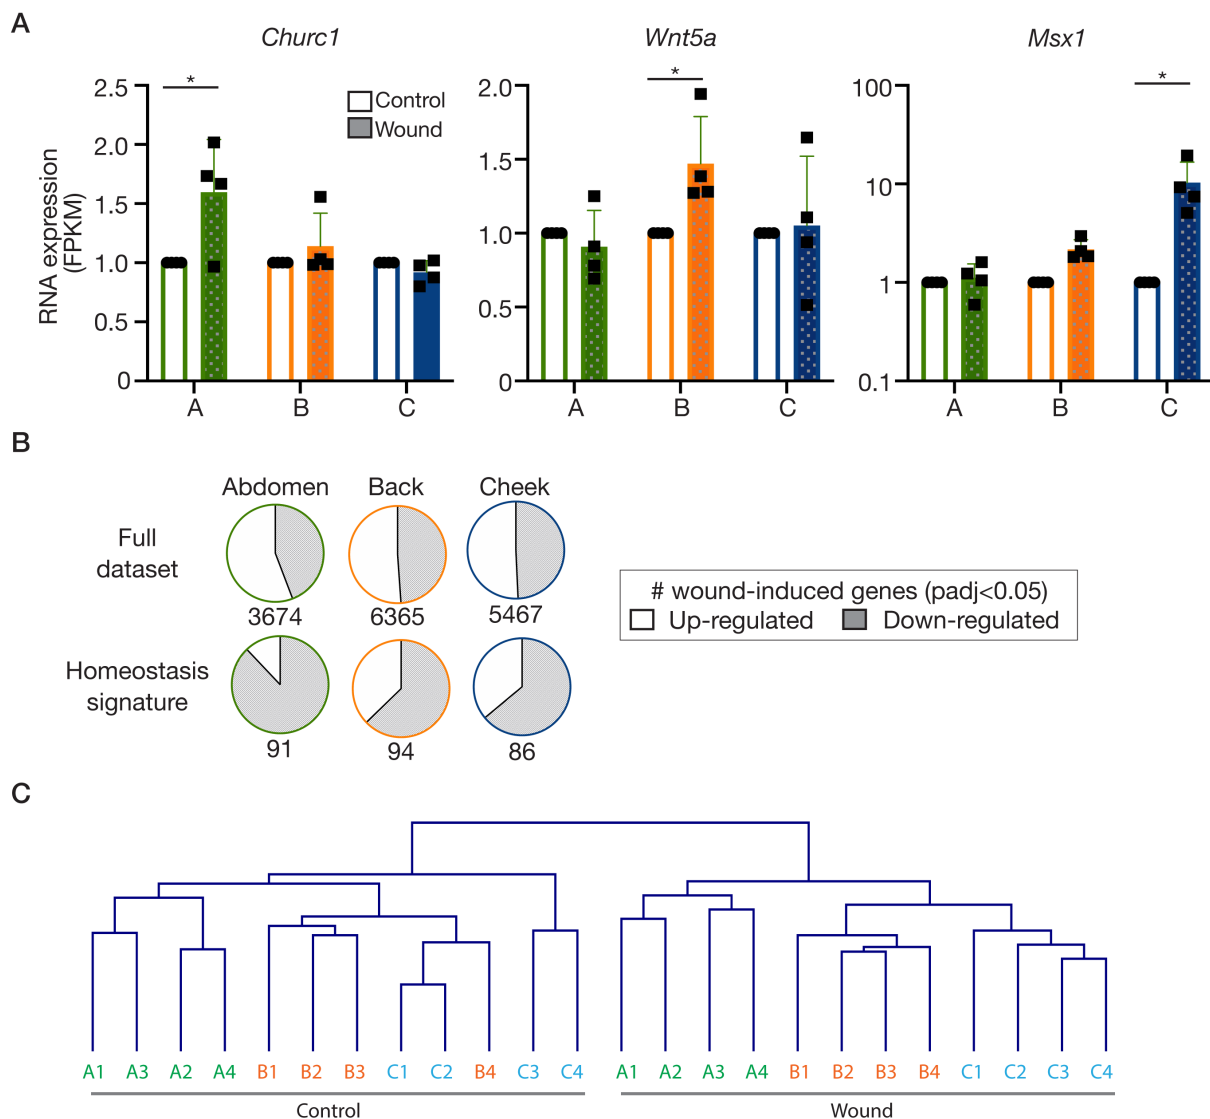 A
Churc1
Wnt5a
Msx1
RNA expression
(FPKM)
2.5
2.0
1.5
1.0
0.5
0
Control
Wound
*
A
B
C
2.0
1.5
1.0
0.5
0
*
A
B
C
100
10
1
0.1
*
A
B
C
B
Abdomen
Back
Cheek
Full
dataset
3674
6365
5467
Homeostasis
signature
91
94
86
# wound-induced genes (padj<0.05)
Up-regulated
Down-regulated
C
A1 A3 A2 A4 B1 B2 B3 C1 C2 B4 C3 C4
A1 A2 A3 A4 B1 B2 B3 B4 C1 C2 C3 C4
Control
Wound